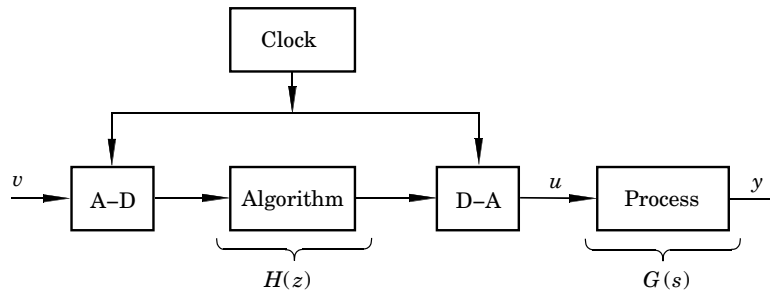 Clock
v
A–D
Algorithm
D–A
u
Process
y
H(z)
G(s)